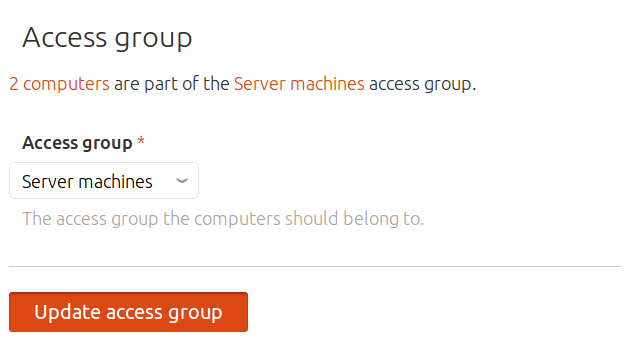 Access group
2 computers are part of the Server machines access group.
Access group *
Server machines
The access group the computers should belong to.
Update access group